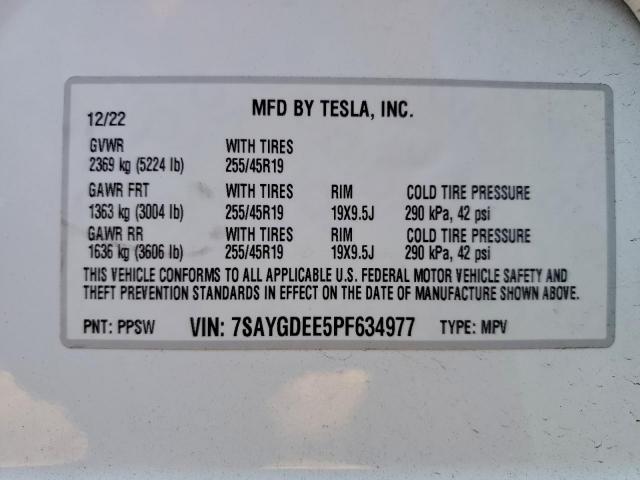 MFD BY TESLA, INC.
12/22
GVWR WITH TIRES
2369 kg (5224 lb) 255/45R19
GAWR FRT WITH TIRES RIM COLD TIRE PRESSURE
1363 kg (3004 lb) 255/45R19 19X9.5J 290 kPa, 42 psi
GAWR RR WITH TIRES RIM COLD TIRE PRESSURE
1636 kg (3606 lb) 255/45R19 19X9.5J 290 kPa, 42 psi
THIS VEHICLE CONFORMS TO ALL APPLICABLE U.S. FEDERAL MOTOR VEHICLE SAFETY AND
THEFT PREVENTION STANDARDS IN EFFECT ON THE DATE OF MANUFACTURE SHOWN ABOVE.
PNT: PPSW VIN: 7SAYGDEE5PF634977 TYPE: MPV